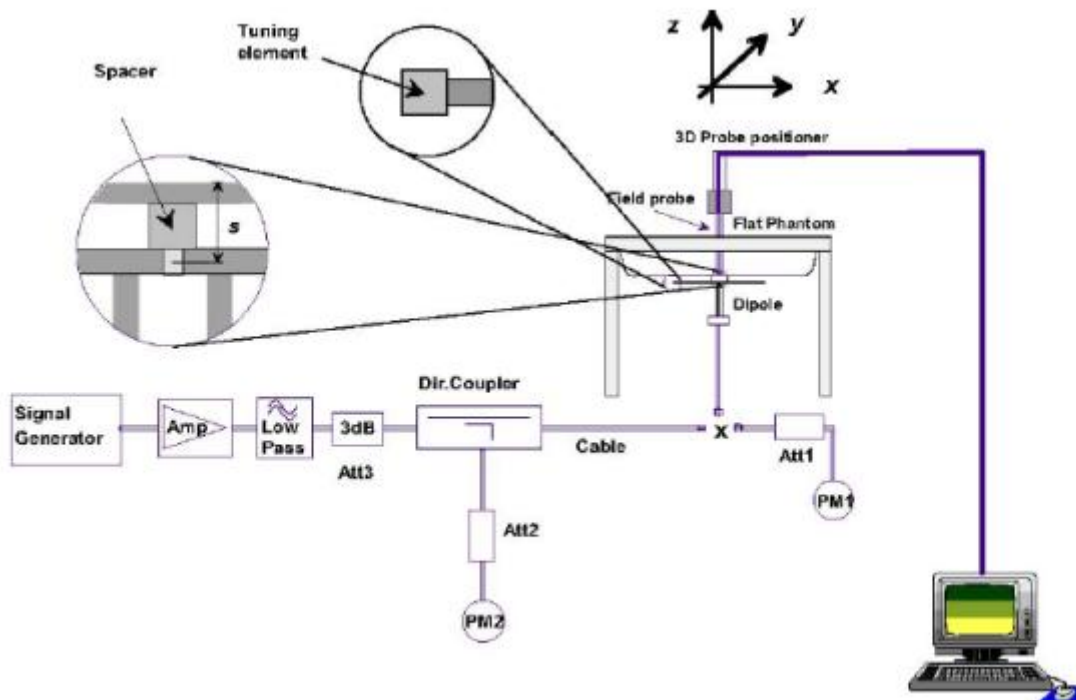 Tuning
element
Spacer
z
y
x
3D Probe positioner
Field probe
s
Flat Phantom
Dipole
Dir.Coupler
Signal
Generator
Amp
Low
Pass
3dB
Cable
x
Att3
Att1
PM1
Att2
PM2